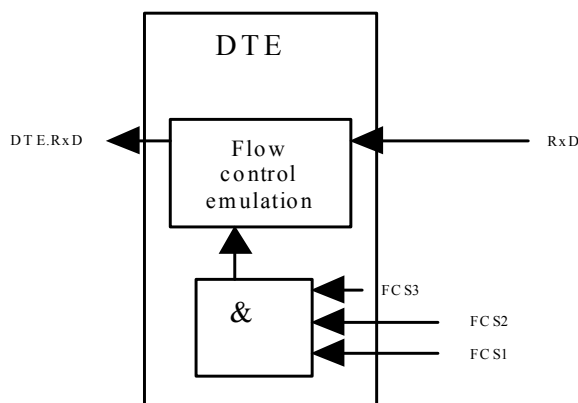 DTE
DTE.RxD
Flow
control
emulation
RxD
&
FCS3
FCS2
FCS1